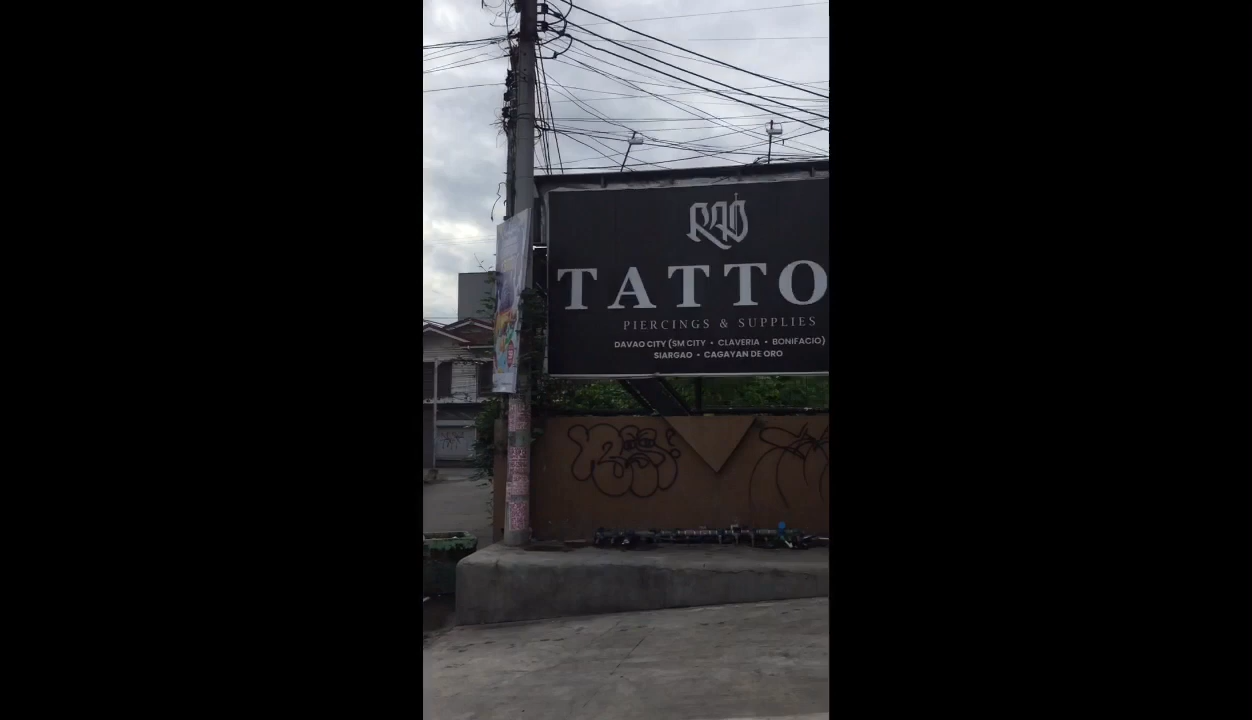 RAD
TATTO
PIERCINGS & SUPPLIES
DAVAO CITY (SM CITY • CLAVERIA • BONIFACIO)
SIARGAO • CAGAYAN DE ORO